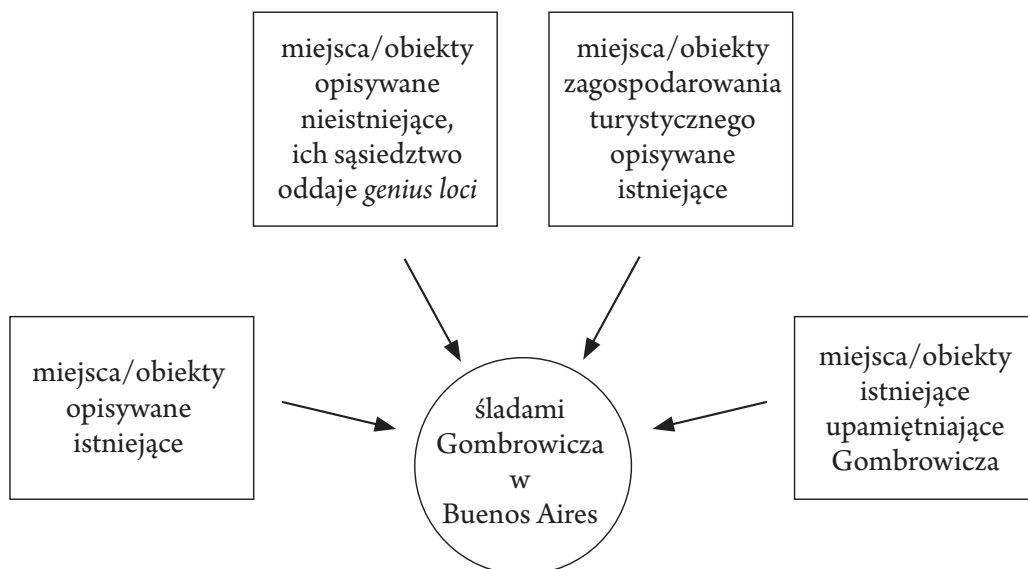 miejsca/obiekty
opisywane
nieistniejące,
ich sąsiedztwo
oddaje genius loci
miejsca/obiekty
zagospodarowania
turystycznego
opisywane
istniejące
miejsca/obiekty
opisywane
istniejące
śladami
Gombrowicza
w
Buenos Aires
miejsca/obiekty
istniejące
upamiętniające
Gombrowicza